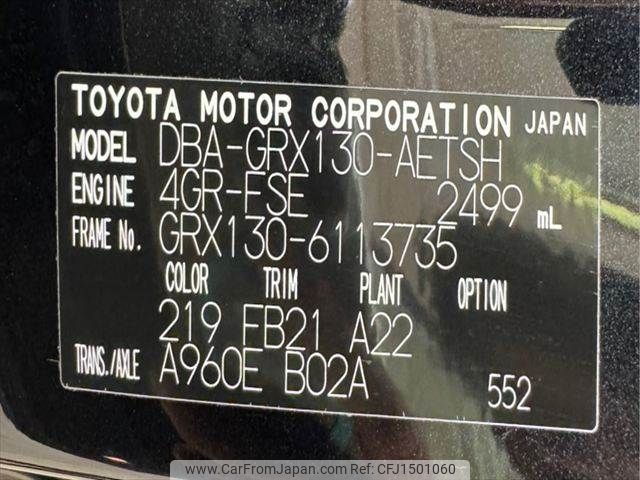 TOYOTA MOTOR CORPORATION JAPAN
MODEL DBA-GRX130-AETSH
ENGINE 4GR-FSE 2499 mL
FRAME No. GRX130-6113735
COLOR TRIM PLANT OPTION
219 FB21 A22
TRANS./AXLE A960E B02A
552
www.CarFromJapan.com CFJ1501060